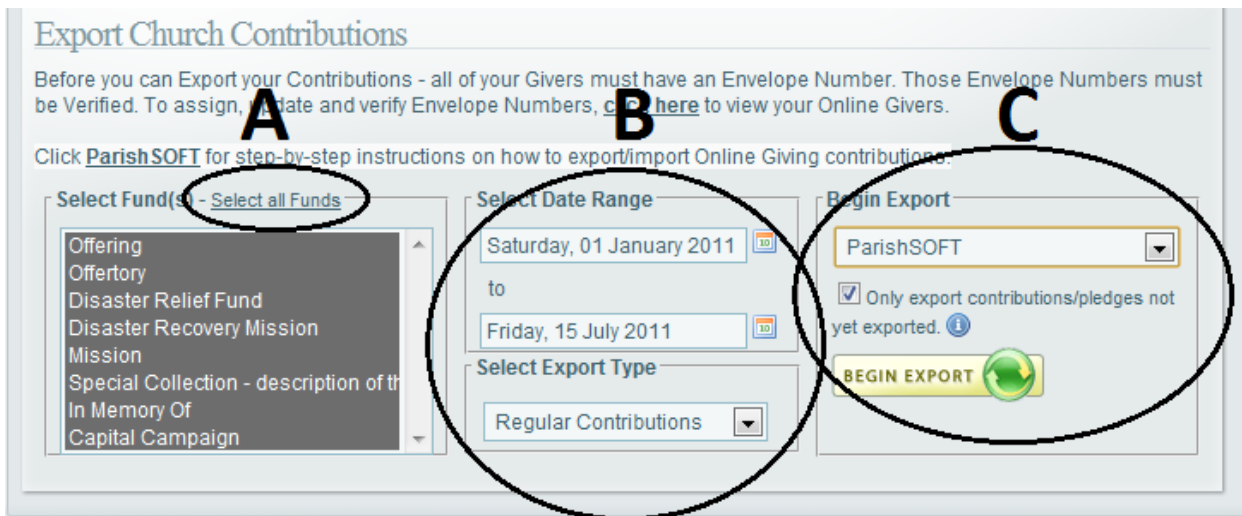 Export Church Contributions
Before you can Export your Contributions - all of your Givers must have an Envelope Number. Those Envelope Numbers must
be Verified. To assign, update and verify Envelope Numbers, click here to view your Online Givers.
A
B
C
Click ParishSOFT for step-by-step instructions on how to export/import Online Giving contributions.
Select Fund(s) - Select all Funds
Offering
Offertory
Disaster Relief Fund
Disaster Recovery Mission
Mission
Special Collection - description of th
In Memory Of
Capital Campaign
Select Date Range
Saturday, 01 January 2011
to
Friday, 15 July 2011
Select Export Type
Regular Contributions
Begin Export
ParishSOFT
Only export contributions/pledges not
yet exported.
BEGIN EXPORT